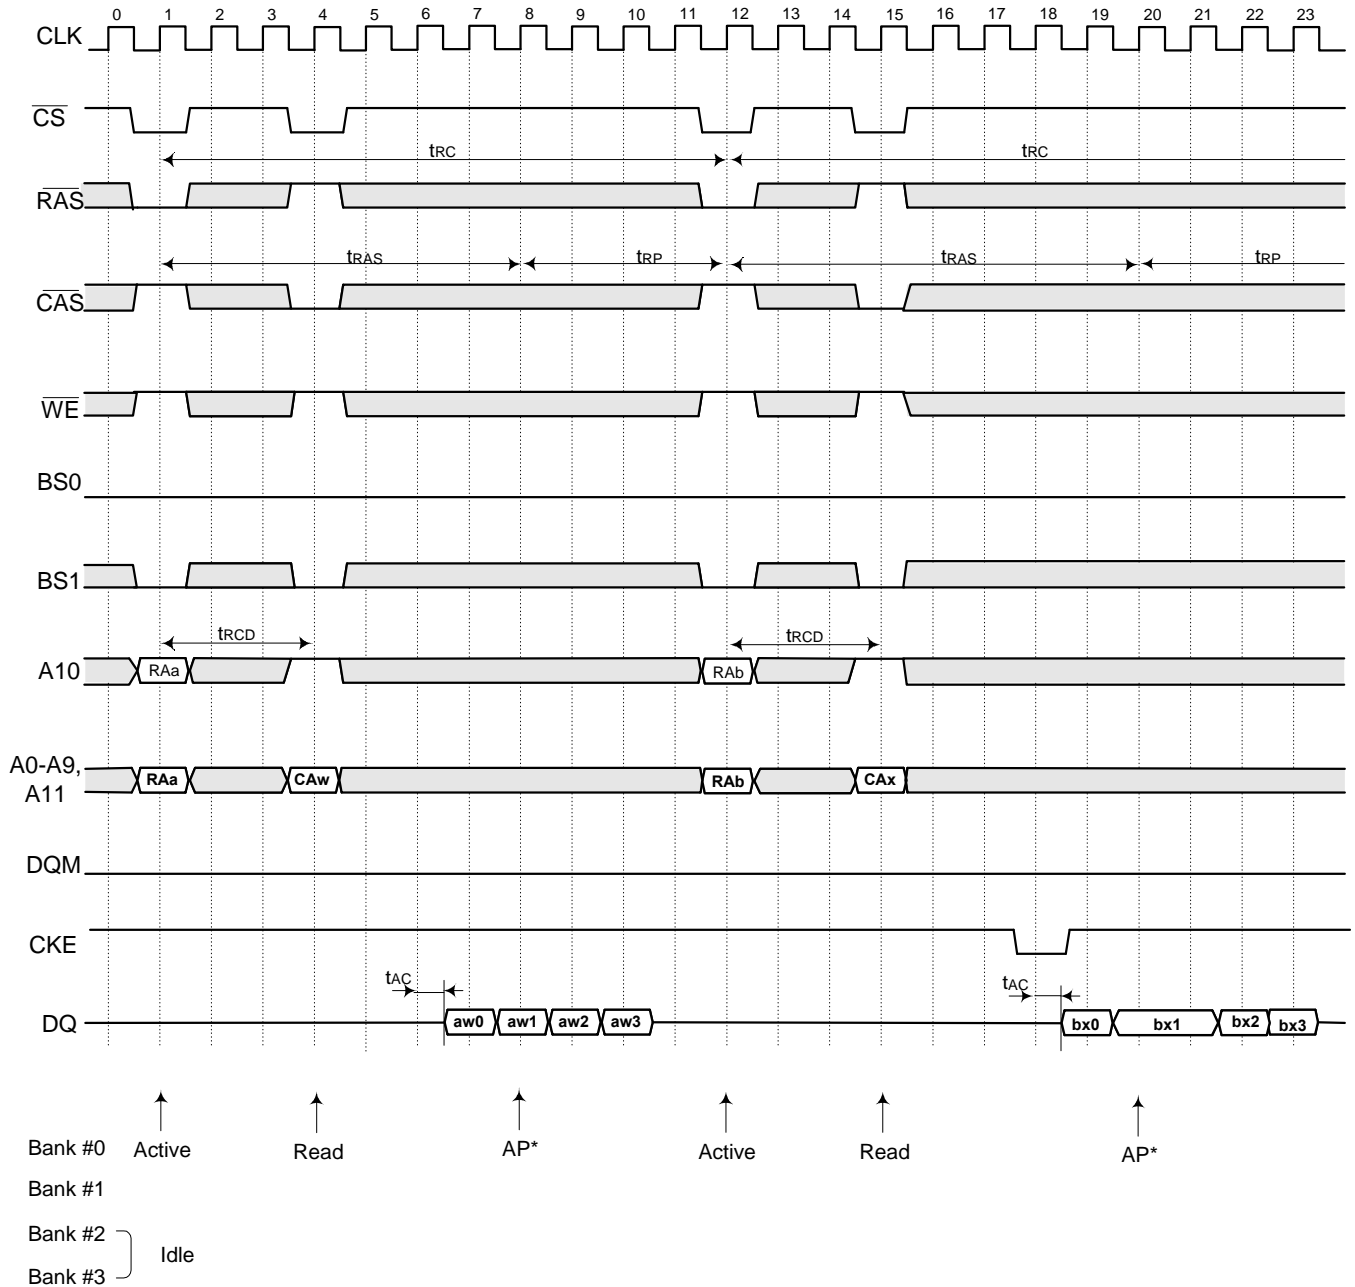 0 1 2 3 4 5 6 7 8 9 10 11 12 13 14 15 16 17 18 19 20 21 22 23
CLK
CS
tRC tRC
RAS
tRAS tRP tRAS tRP
CAS
WE
BS0
BS1
tRCD tRCD
A10 RAa RAb
A0-A9,
A11 RAa CAw RAb CAx
DQM
CKE
tAC tAC
DQ aw0 aw1 aw2 aw3 bx0 bx1 bx2 bx3
Bank #0 Active Read AP* Active Read AP*
Bank #1
Bank #2
Idle
Bank #3